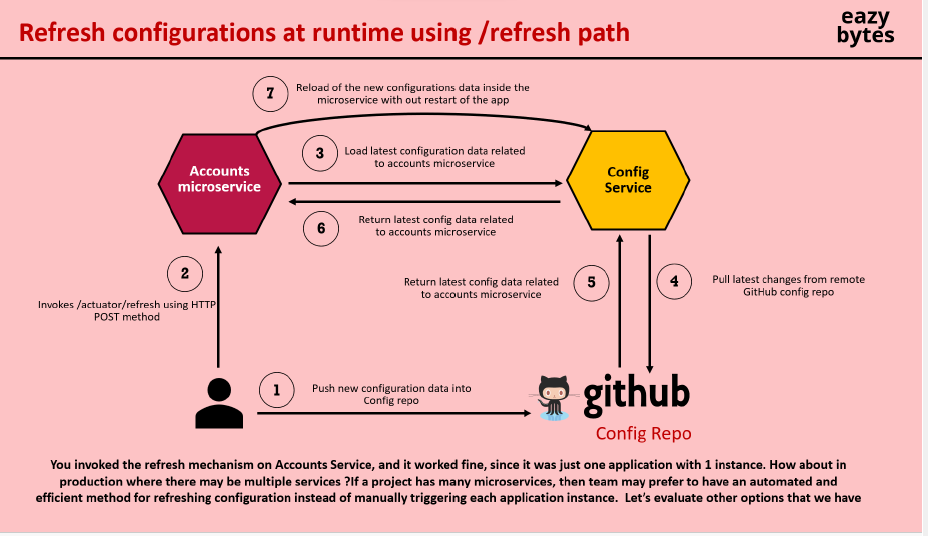 Refresh configurations at runtime using /refresh path
eazy
bytes
7
Reload of the new configurations data inside the
microservice with out restart of the app
Accounts
microservice
3
Load latest configuration data related
to accounts microservice
Config
Service
6
Return latest config data related
to accounts microservice
2
Invokes /actuator/refresh using HTTP
POST method
Return latest config data related
to accounts microservice
5
4
Pull latest changes from remote
GitHub config repo
1
Push new configuration data into
Config repo
github
Config Repo
You invoked the refresh mechanism on Accounts Service, and it worked fine, since it was just one application with 1 instance. How about in
production where there may be multiple services ?If a project has many microservices, then team may prefer to have an automated and
efficient method for refreshing configuration instead of manually triggering each application instance.  Let's evaluate other options that we have